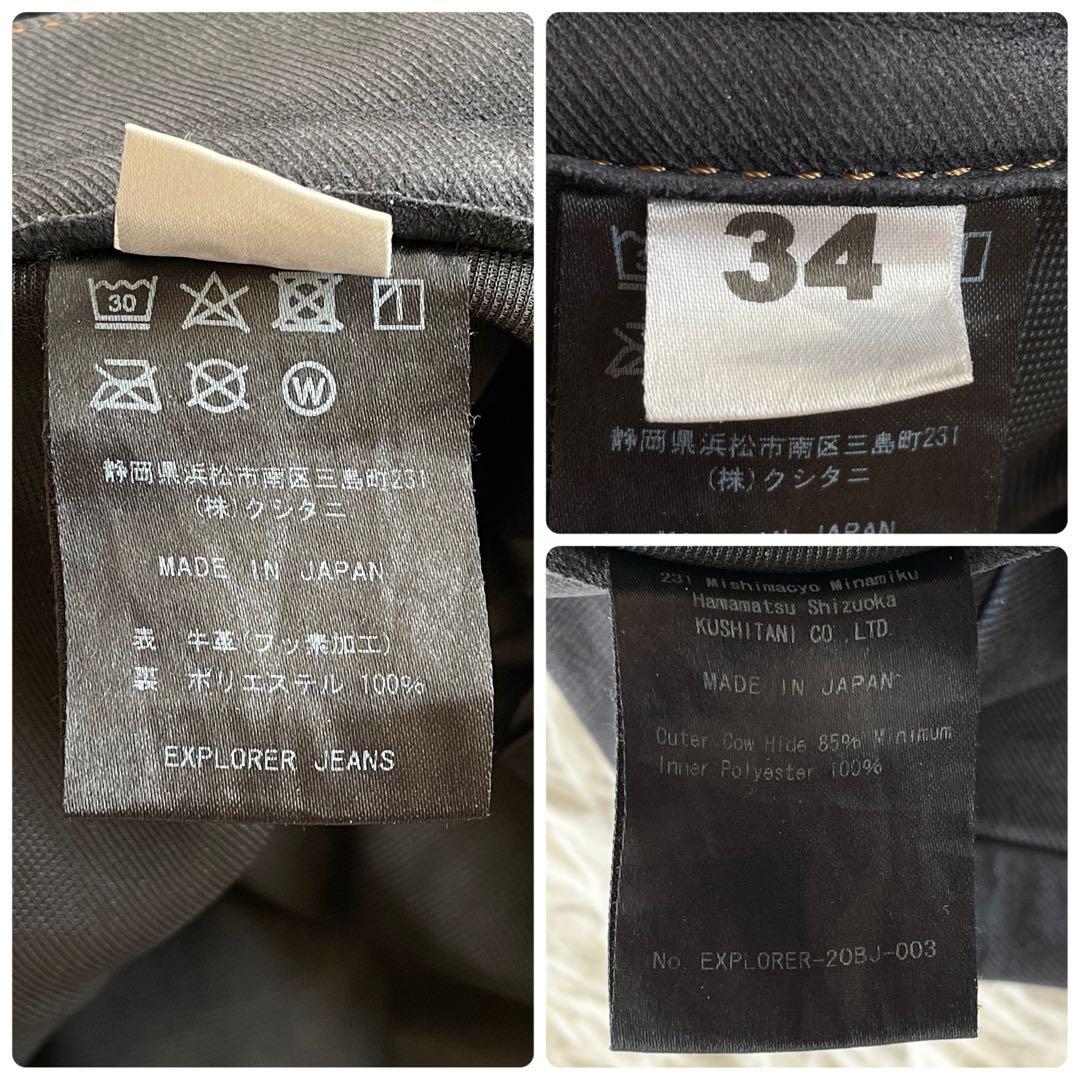 30
W
静岡県浜松市南区三島町231
(株)クシタニ
MADE IN JAPAN
表 牛革(フッ素加工)
裏 ポリエステル 100%
EXPLORER JEANS
34
静岡県浜松市南区三島町231
(株)クシタニ
IN JAPAN
231 Mishimacyo Minamiku
Hamamatsu Shizuoka
KUSHITANI CO LTD.
MADE IN JAPAN
Outer Cow Hide 85% Minimum
Inner Polyester 100%
No. EXPLORER-20BJ-003